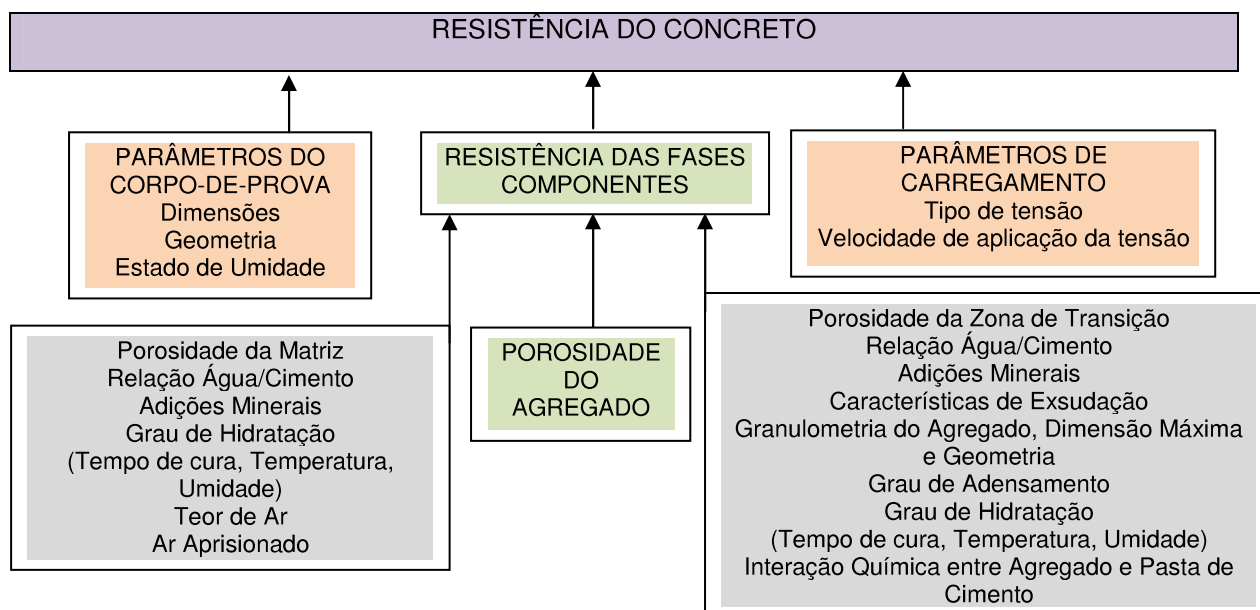 RESISTÊNCIA DO CONCRETO
PARÂMETROS DO
CORPO-DE-PROVA
Dimensões
Geometria
Estado de Umidade
RESISTÊNCIA DAS FASES
COMPONENTES
PARÂMETROS DE
CARREGAMENTO
Tipo de tensão
Velocidade de aplicação da tensão
Porosidade da Matriz
Relação Água/Cimento
Adições Minerais
Grau de Hidratação
(Tempo de cura, Temperatura,
Umidade)
Teor de Ar
Ar Aprisionado
POROSIDADE
DO
AGREGADO
Porosidade da Zona de Transição
Relação Água/Cimento
Adições Minerais
Características de Exsudação
Granulometria do Agregado, Dimensão Máxima
e Geometria
Grau de Adensamento
Grau de Hidratação
(Tempo de cura, Temperatura, Umidade)
Interação Química entre Agregado e Pasta de
Cimento